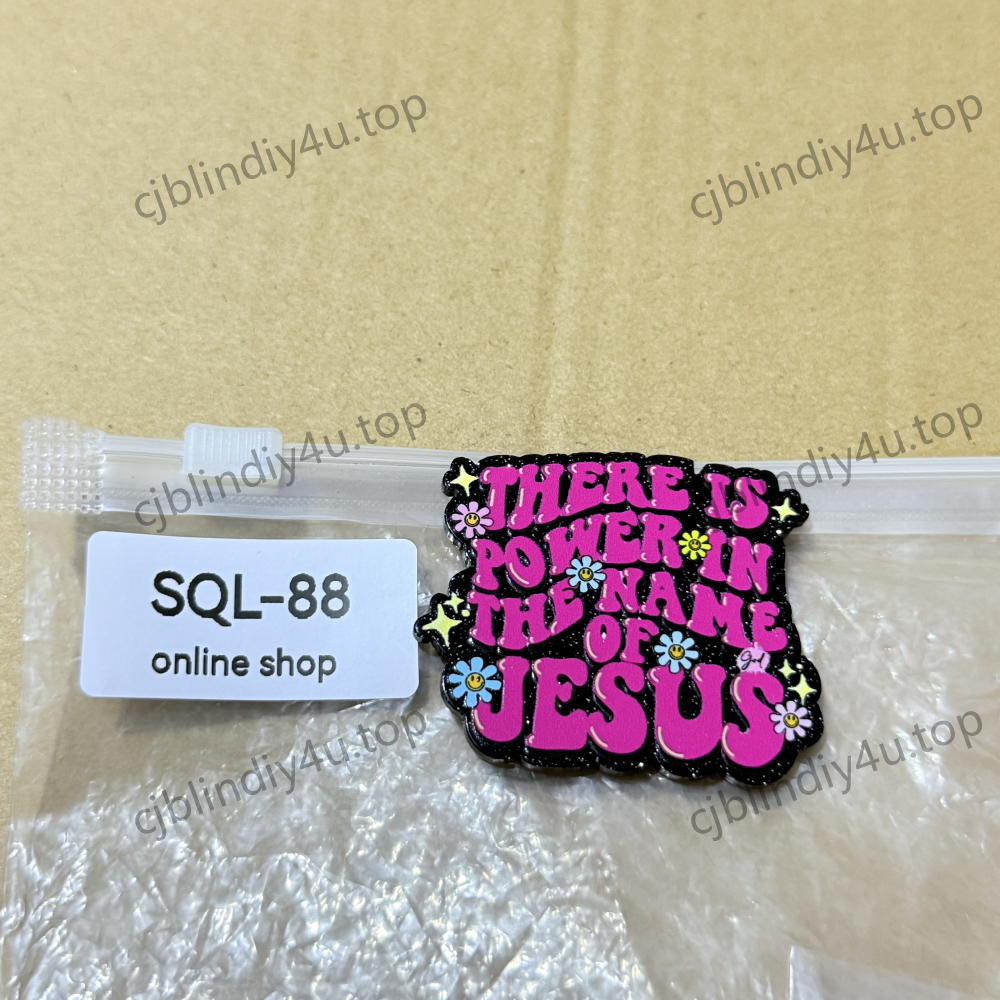 cjblindiy4u.top
cjblindiy4u.top
cjblindiy4u.top
cjblindiy4u.top
SQL-88
online shop
THERE IS
POWER IN
THE NAME
OF
God
JESUS
cjblindiy4u.top
cjblindiy4u.top